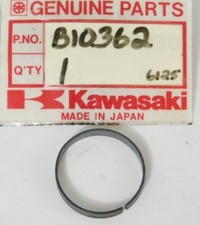 GENUINE PARTS
P.NO. B10362
Q'TY 1 6125
Kawasaki
MADE IN JAPAN